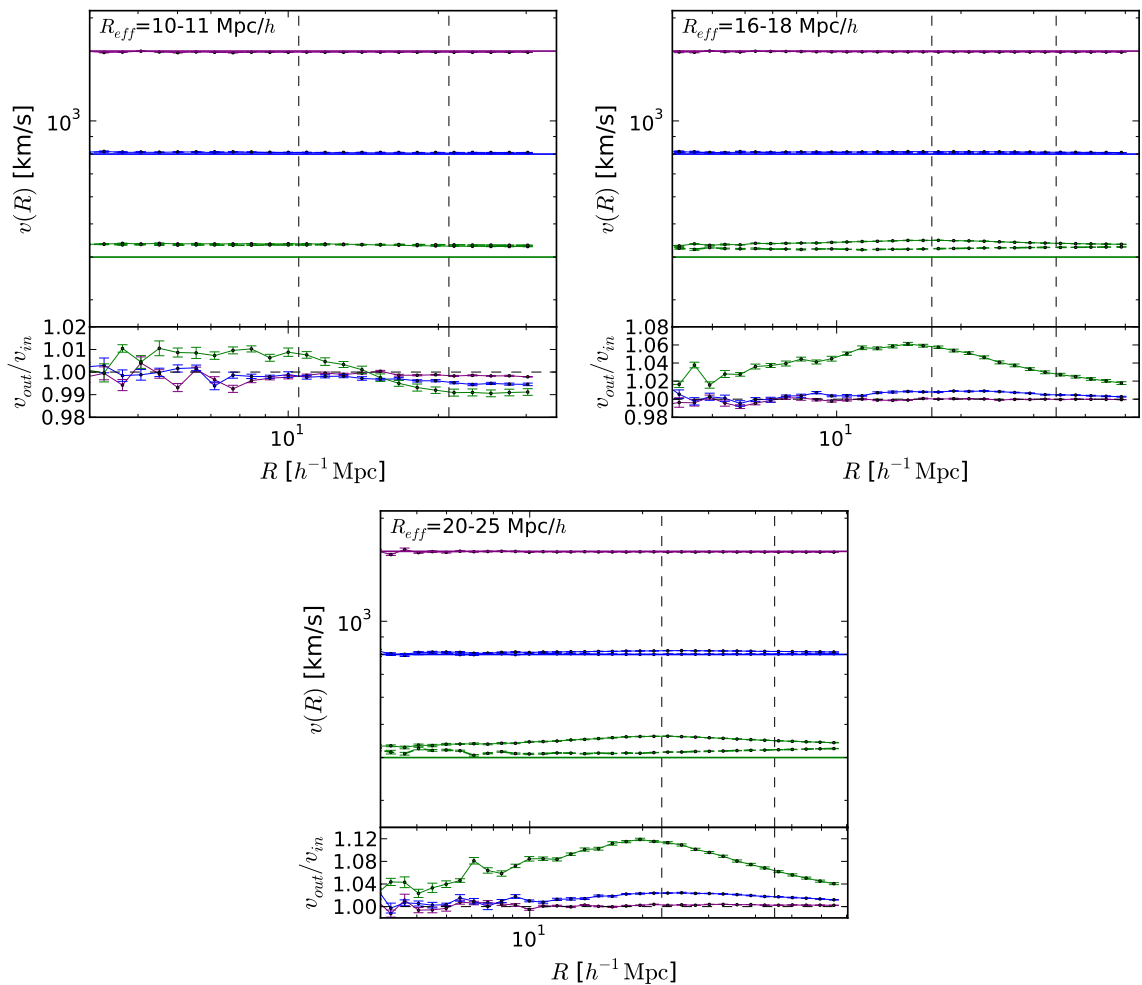 R_eff=10-11 Mpc/h
v(R) [km/s]
10^3
v_out/v_in
1.02
1.01
1.00
0.99
0.98
10^1
R [h^{-1} Mpc]
R_eff=16-18 Mpc/h
v(R) [km/s]
10^3
v_out/v_in
1.08
1.06
1.04
1.02
1.00
0.98
10^1
R [h^{-1} Mpc]
R_eff=20-25 Mpc/h
v(R) [km/s]
10^3
v_out/v_in
1.12
1.08
1.04
1.00
10^1
R [h^{-1} Mpc]